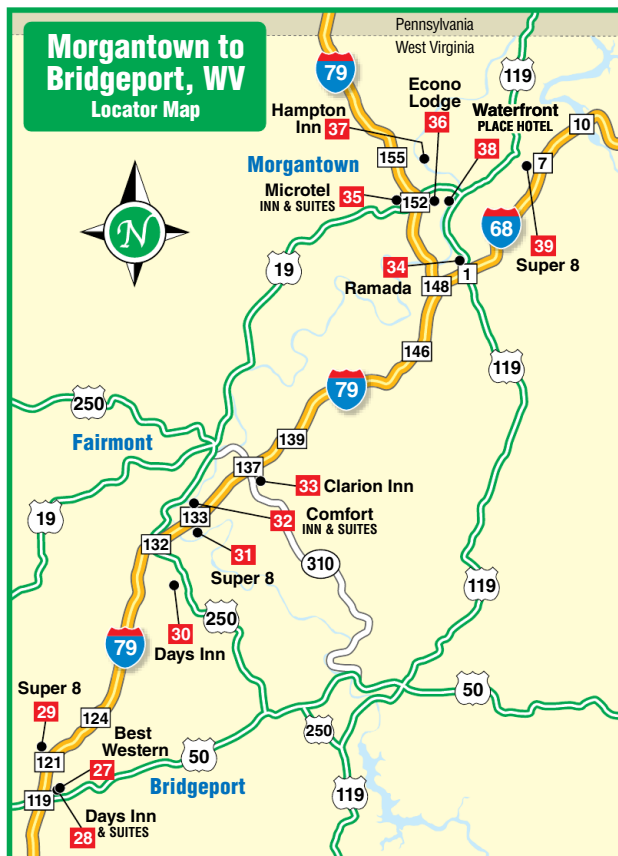 Morgantown to
Bridgeport, WV
Locator Map
Pennsylvania
West Virginia
79
119
Econo
Lodge
36
Hampton
Inn 37
Waterfront
PLACE HOTEL
38
10
7
155
Morgantown
Microtel
INN & SUITES
35
152
N
68
39
Super 8
19
34
Ramada
1
148
146
119
79
250
Fairmont
139
137
33 Clarion Inn
19
133
32 Comfort
INN & SUITES
132
31
Super 8
310
119
30
Days Inn
250
79
50
Super 8
29
124
Best
Western
27
250
50
121
Bridgeport
119
119
Days Inn
& SUITES
28